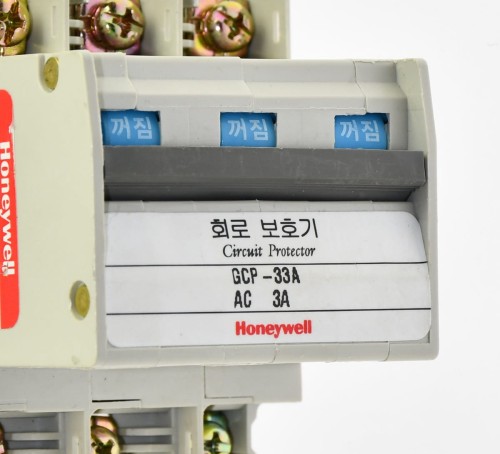 꺼짐 꺼짐 꺼짐
Honeywell
회로 보호기
Circuit Protector
GCP-33A
AC 3A
Honeywell